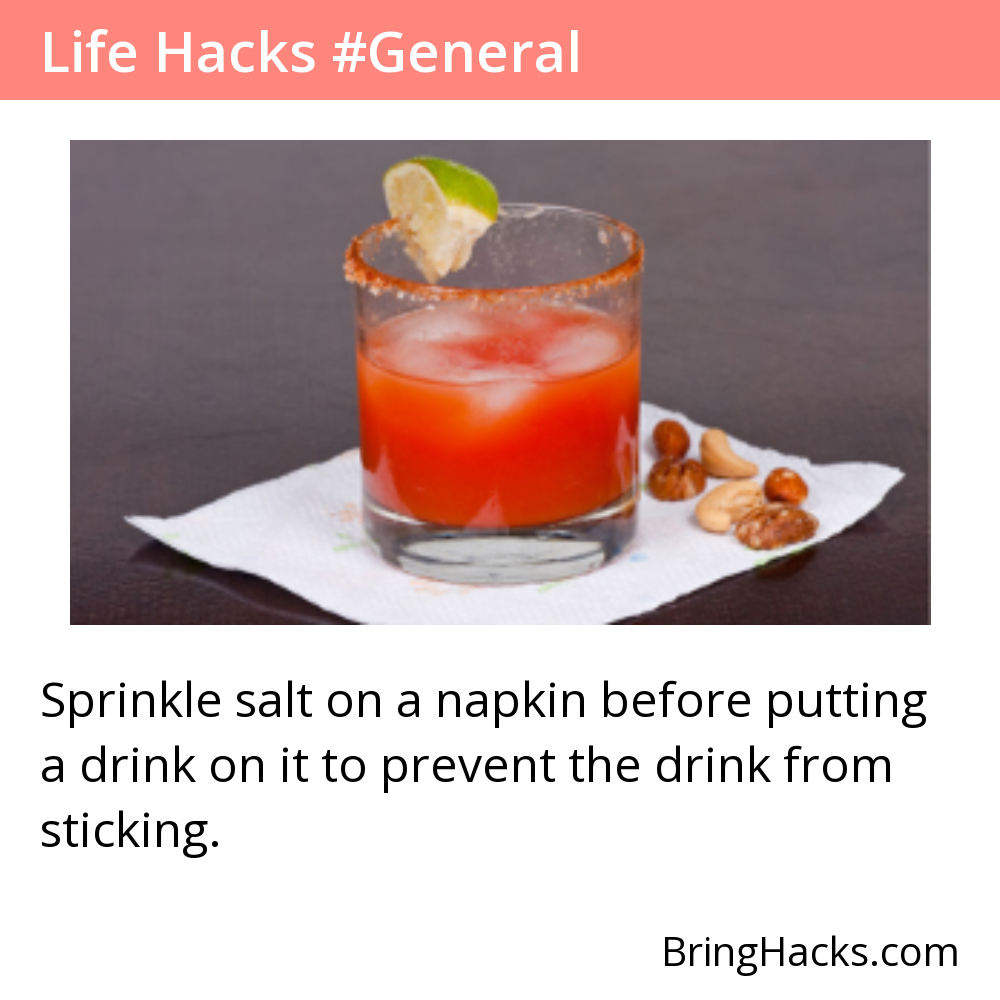 Life Hacks #General
Sprinkle salt on a napkin before putting
a drink on it to prevent the drink from
sticking.
BringHacks.com